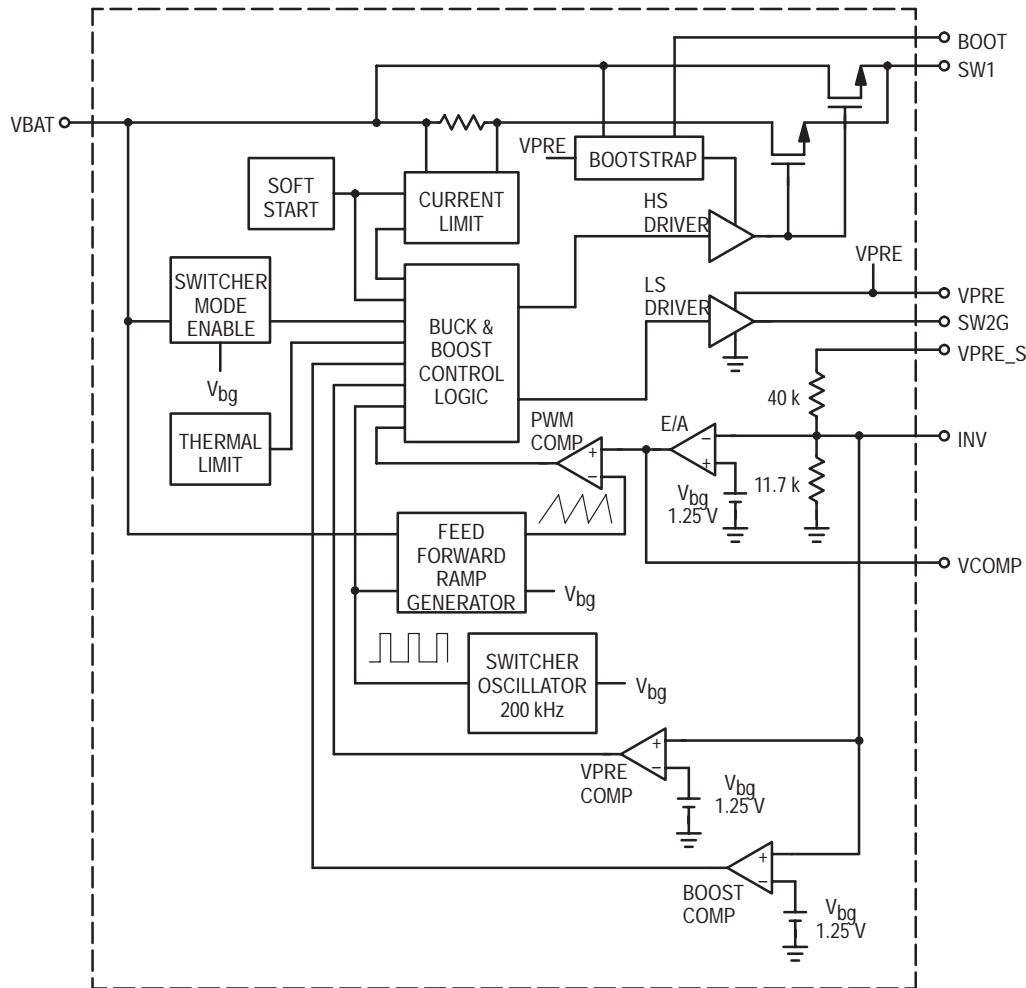 BOOT
SW1
VBAT
VPRE
BOOTSTRAP
SOFT
START
CURRENT
LIMIT
HS
DRIVER
VPRE
SWITCHER
MODE
ENABLE
Vbg
BUCK &
BOOST
CONTROL
LOGIC
LS
DRIVER
VPRE
SW2G
VPRE_S
40 k
THERMAL
LIMIT
PWM
COMP
+
−
E/A
−
+
INV
11.7 k
Vbg
1.25 V
FEED
FORWARD
RAMP
GENERATOR
Vbg
VCOMP
SWITCHER
OSCILLATOR
200 kHz
Vbg
+
−
VPRE
COMP
Vbg
1.25 V
+
−
BOOST
COMP
Vbg
1.25 V